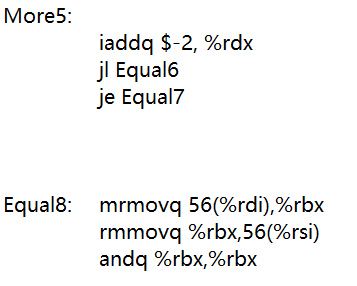 More5:
iaddq $-2, %rdx
jl Equal6
je Equal7
Equal8: mrmovq 56(%rdi),%rbx
rmmovq %rbx,56(%rsi)
andq %rbx,%rbx